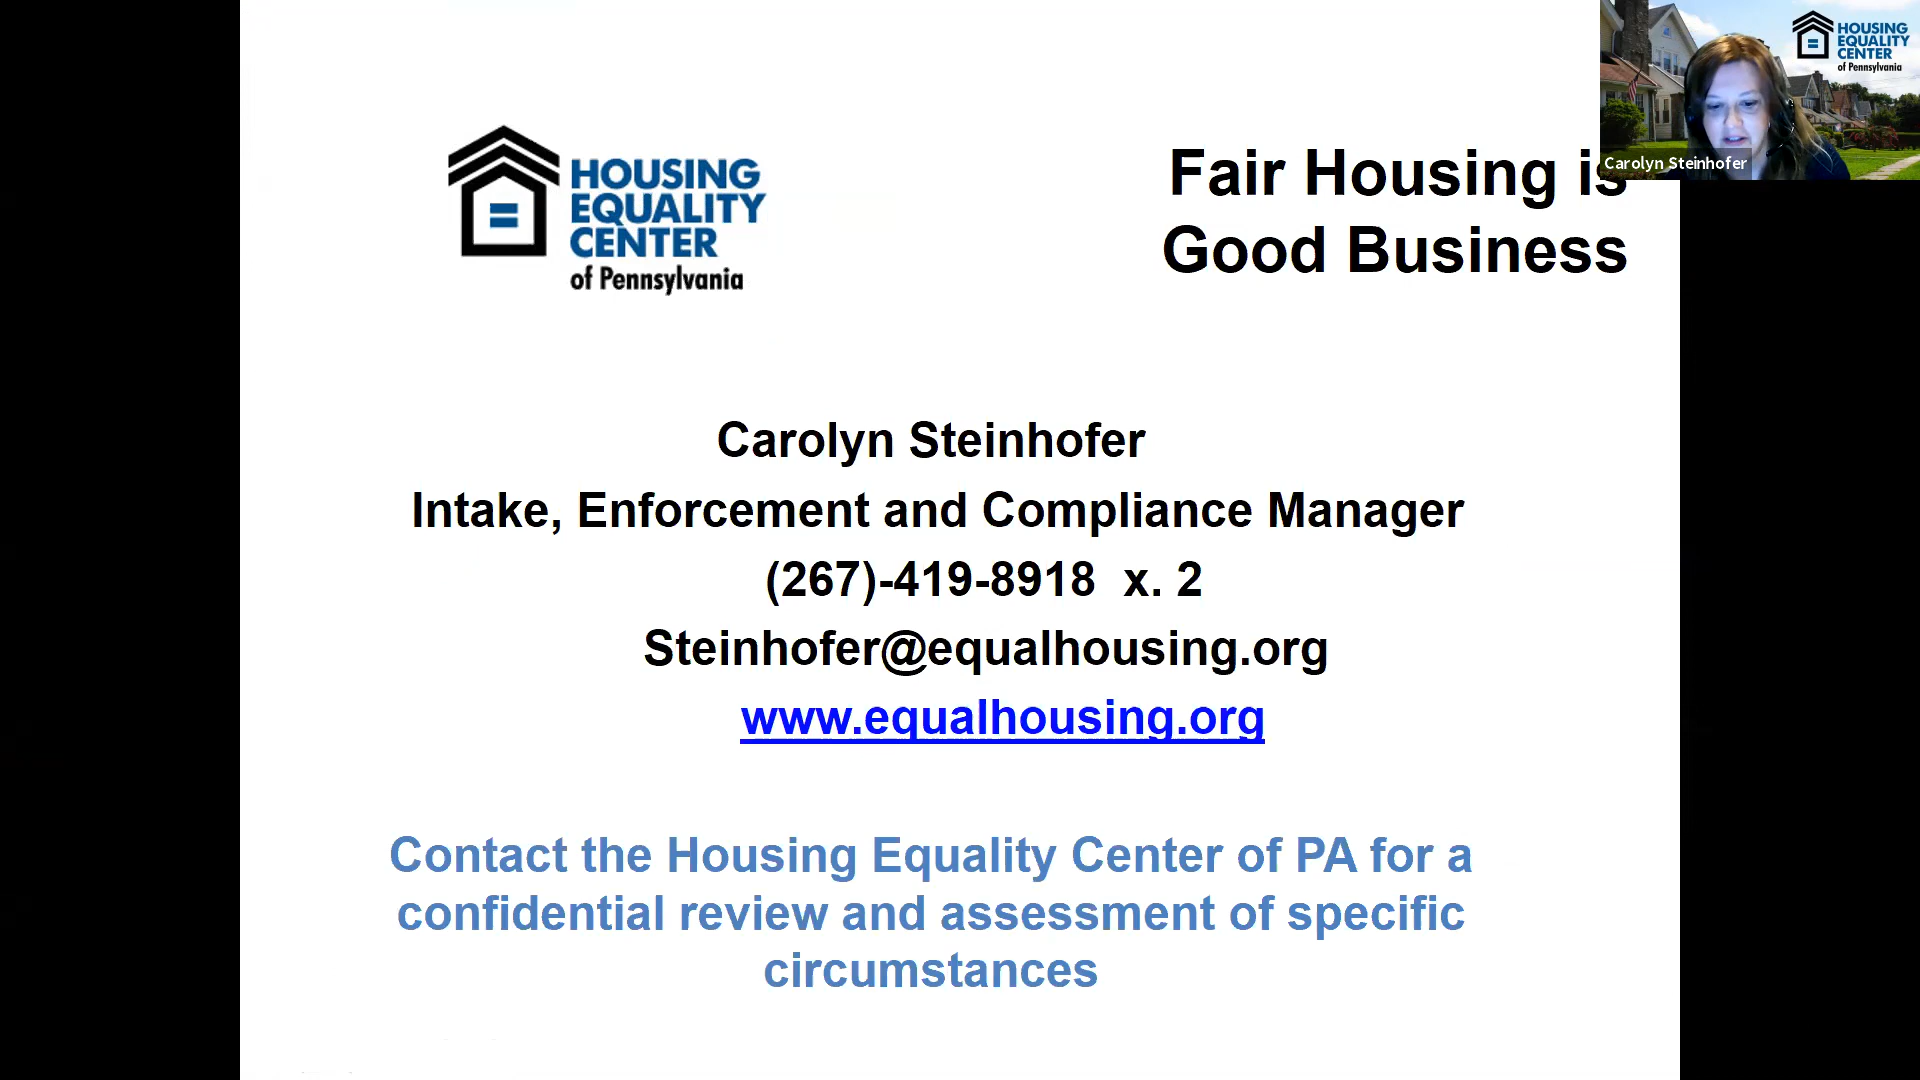 HOUSING
EQUALITY
CENTER
of Pennsylvania
Fair Housing is
Good Business
HOUSING
EQUALITY
CENTER
of Pennsylvania
Carolyn Steinhofer
Carolyn Steinhofer
Intake, Enforcement and Compliance Manager
(267)-419-8918 x. 2
Steinhofer@equalhousing.org
www.equalhousing.org
Contact the Housing Equality Center of PA for a
confidential review and assessment of specific
circumstances